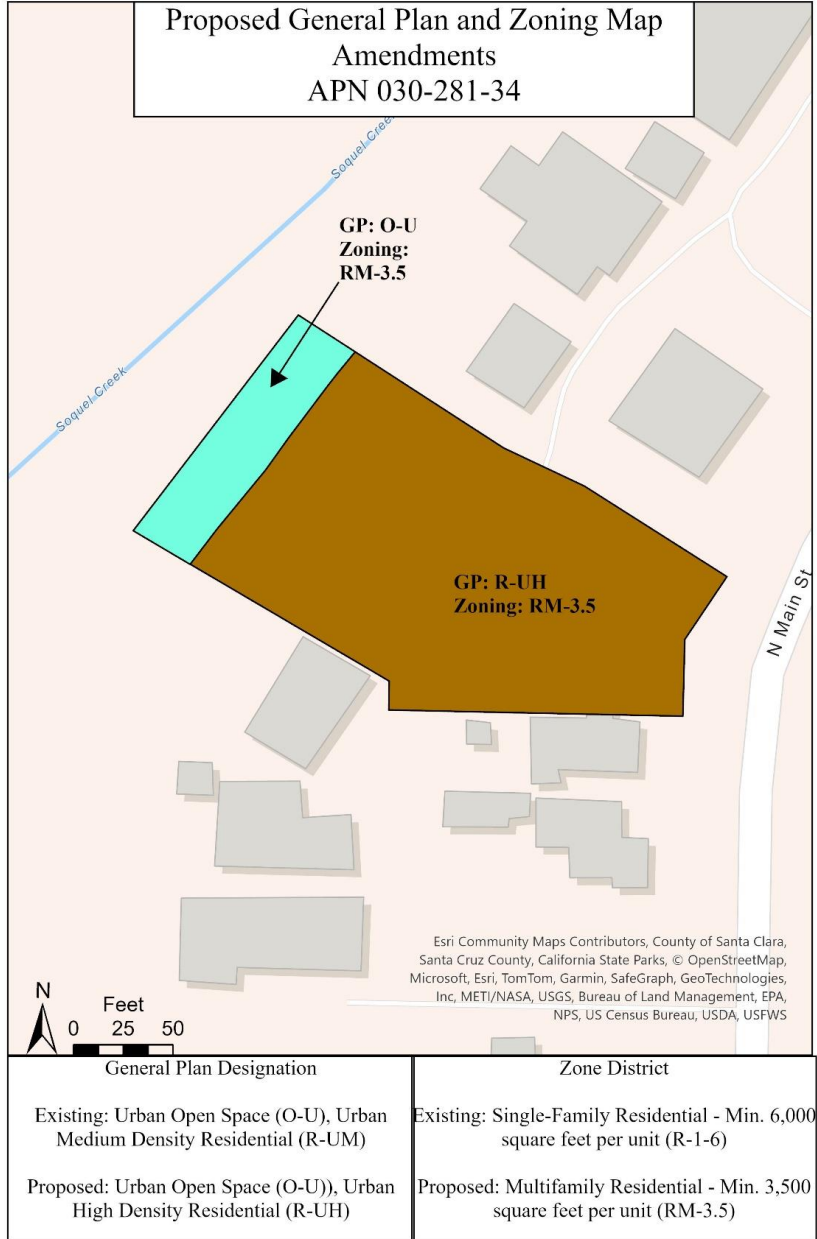 Proposed General Plan and Zoning Map
Amendments
APN 030-281-34
Soquel Creek
GP: O-U
Zoning:
RM-3.5
Soquel Creek
GP: R-UH
Zoning: RM-3.5
N Main St
Esri Community Maps Contributors, County of Santa Clara,
Santa Cruz County, California State Parks, © OpenStreetMap,
Microsoft, Esri, TomTom, Garmin, SafeGraph, GeoTechnologies,
Inc, METI/NASA, USGS, Bureau of Land Management, EPA,
NPS, US Census Bureau, USDA, USFWS
N
Feet
0 25 50
General Plan Designation
Existing: Urban Open Space (O-U), Urban
Medium Density Residential (R-UM)
Proposed: Urban Open Space (O-U)), Urban
High Density Residential (R-UH)
Zone District
Existing: Single-Family Residential - Min. 6,000
square feet per unit (R-1-6)
Proposed: Multifamily Residential - Min. 3,500
square feet per unit (RM-3.5)